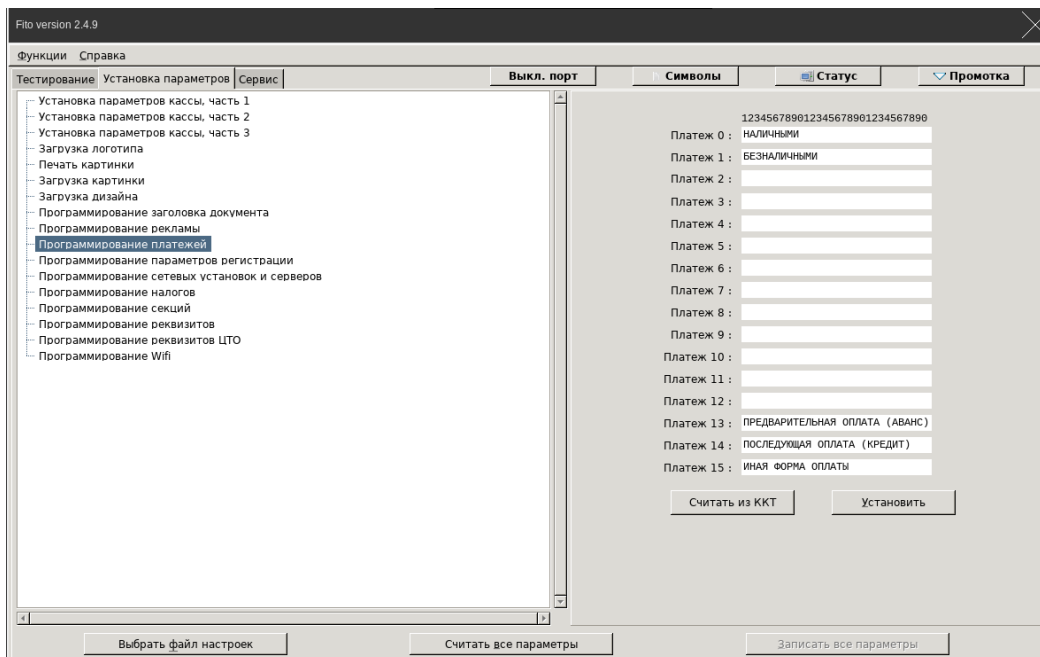 Fito version 2.4.9
Функции Справка
Тестирование Установка параметров Сервис Выкл. порт Символы Статус Промотка
Установка параметров кассы, часть 1
Установка параметров кассы, часть 2
Установка параметров кассы, часть 3
Загрузка логотипа
Печать картинки
Загрузка картинки
Загрузка дизайна
Программирование заголовка документа
Программирование рекламы
Программирование платежей
Программирование параметров регистрации
Программирование сетевых установок и серверов
Программирование налогов
Программирование секций
Программирование реквизитов
Программирование реквизитов ЦТО
Программирование Wifi
123456789012345678901234567890
Платеж 0 : НАЛИЧНЫМИ
Платеж 1 : БЕЗНАЛИЧНЫМИ
Платеж 2 :
Платеж 3 :
Платеж 4 :
Платеж 5 :
Платеж 6 :
Платеж 7 :
Платеж 8 :
Платеж 9 :
Платеж 10 :
Платеж 11 :
Платеж 12 :
Платеж 13 : ПРЕДВАРИТЕЛЬНАЯ ОПЛАТА (АВАНС)
Платеж 14 : ПОСЛЕДУЮЩАЯ ОПЛАТА (КРЕДИТ)
Платеж 15 : ИНАЯ ФОРМА ОПЛАТЫ
Считать из ККТ Установить
Выбрать файл настроек Считать все параметры Записать все параметры